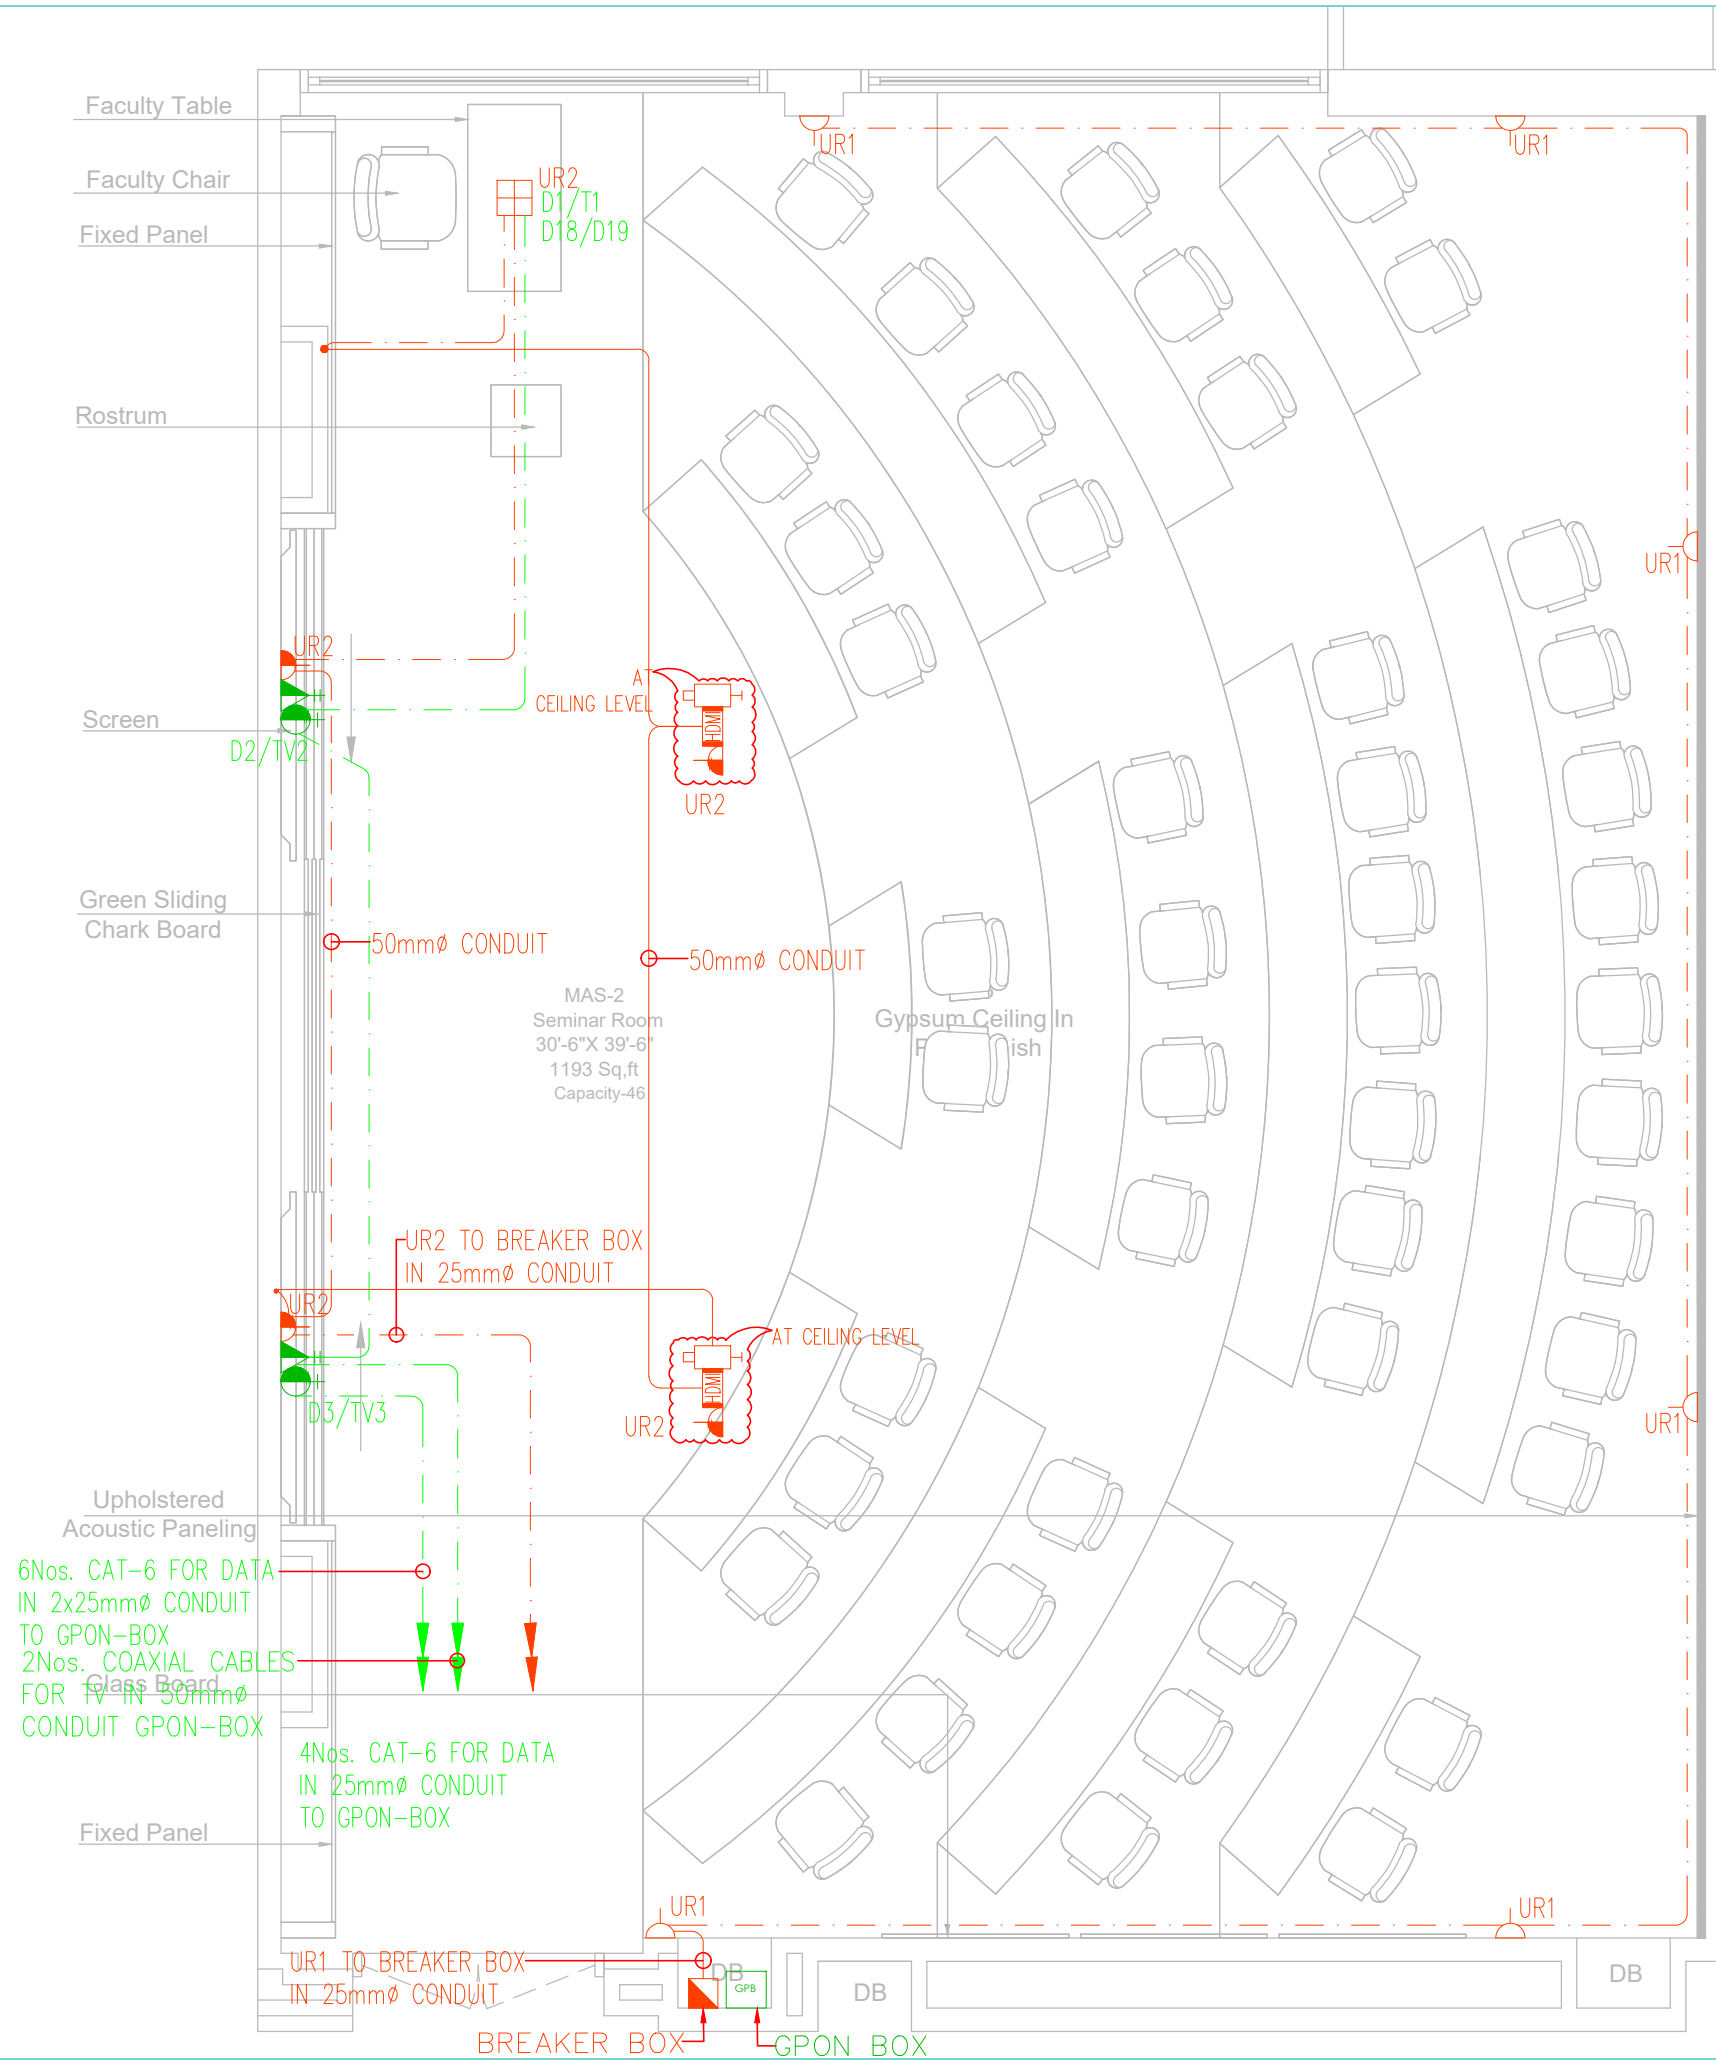 Faculty Table
UR1
UR1
Faculty Chair
UR2
D1/T1
D18/D19
Fixed Panel
Rostrum
UR1
UR2
AT
CEILING LEVEL
HDMI
Screen
D2/TV2
UR2
Green Sliding
Chark Board
50mmø CONDUIT
50mmø CONDUIT
MAS-2
Seminar Room
30'-6"X 39'-6"
1193 Sq,ft
Capacity-46
Gypsum Ceiling In
UR2 TO BREAKER BOX
IN 25mmø CONDUIT
UR2
AT CEILING LEVEL
HDMI
D3/TV3
UR2
UR1
Upholstered
Acoustic Paneling
6Nos. CAT-6 FOR DATA
IN 2x25mmø CONDUIT
TO GPON-BOX
2Nos. COAXIAL CABLES
FOR TV IN 50mmø
CONDUIT GPON-BOX
Glass Board
4Nos. CAT-6 FOR DATA
IN 25mmø CONDUIT
TO GPON-BOX
Fixed Panel
UR1
UR1
UR1 TO BREAKER BOX
IN 25mmø CONDUIT
DB
GPB
DB
DB
BREAKER BOX
GPON BOX